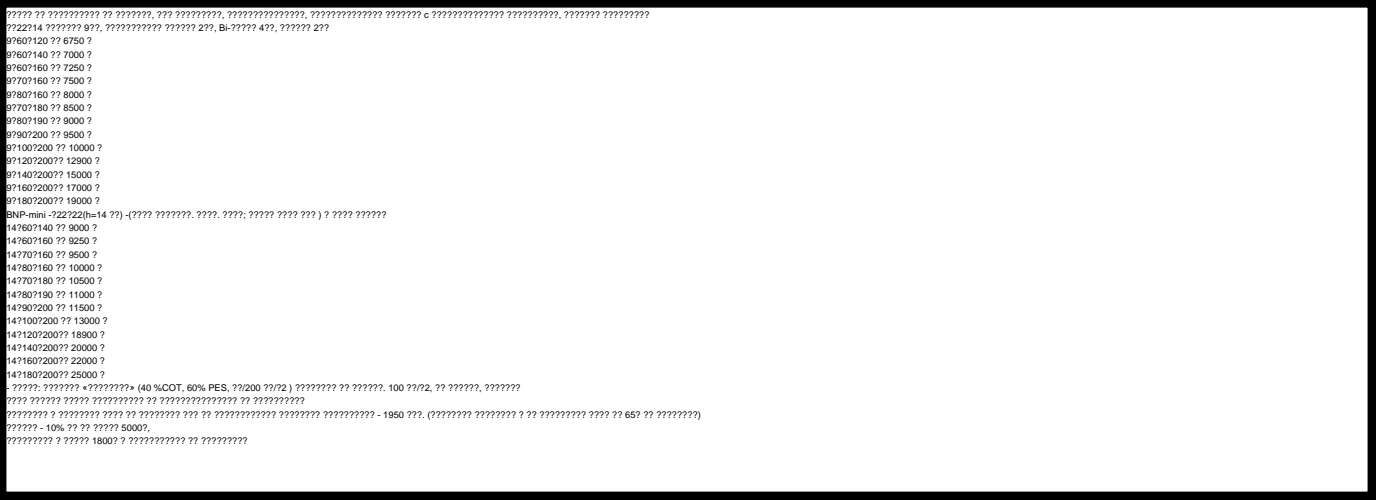 ????? ?? ?????????? ?? ???????, ??? ?????????, ???????????????, ?????????????? ??????? c ?????????????? ??????????, ??????? ?????????
??22?14 ??????? 9??, ??????????? ?????? 2??, Bi-????? 4??, ?????? 2??
9?60?120 ?? 6750 ?
9?60?140 ?? 7000 ?
9?60?160 ?? 7250 ?
9?70?160 ?? 7500 ?
9?80?160 ?? 8000 ?
9?70?180 ?? 8500 ?
9?80?190 ?? 9000 ?
9?90?200 ?? 9500 ?
9?100?200 ?? 10000 ?
9?120?200?? 12900 ?
9?140?200?? 15000 ?
9?160?200?? 17000 ?
9?180?200?? 19000 ?
BNP-mini -?22?22(h=14 ??) -(???? ???????. ????. ????; ????? ???? ??? ) ? ???? ??????
14?60?140 ?? 9000 ?
14?60?160 ?? 9250 ?
14?70?160 ?? 9500 ?
14?80?160 ?? 10000 ?
14?70?180 ?? 10500 ?
14?80?190 ?? 11000 ?
14?90?200 ?? 11500 ?
14?100?200 ?? 13000 ?
14?120?200?? 18900 ?
14?140?200?? 20000 ?
14?160?200?? 22000 ?
14?180?200?? 25000 ?
- ?????: ??????? «????????» (40 %COT, 60% PES, ??/200 ??/?2 ) ???????? ?? ??????. 100 ??/?2, ?? ??????, ???????
???? ?????? ????? ?????????? ?? ??????????????? ?? ??????????
???????? ? ???????? ???? ?? ???????? ??? ?? ???????????? ???????? ?????????? - 1950 ???. (???????? ???????? ? ?? ????????? ???? ?? 65? ?? ????????)
?????? - 10% ?? ?? ????? 5000?,
????????? ? ????? 1800? ? ??????????? ?? ?????????